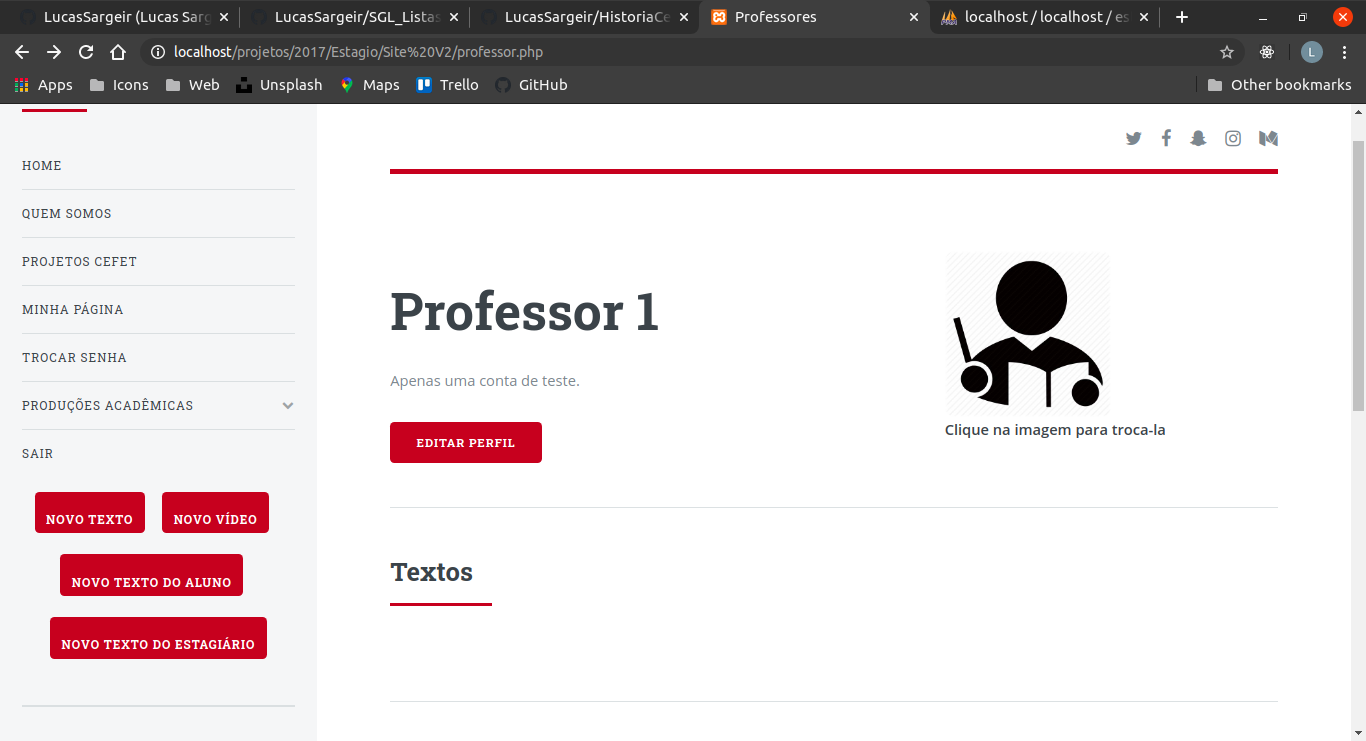 LucasSargeir (Lucas Sarg
LucasSargeir/SGL_Listas
LucasSargeir/HistoriaCe
Professores
localhost / localhost / es
localhost/projetos/2017/Estagio/Site%20V2/professor.php
L
Apps
Icons
Web
Unsplash
Maps
Trello
GitHub
Other bookmarks
HOME
QUEM SOMOS
PROJETOS CEFET
MINHA PÁGINA
TROCAR SENHA
PRODUÇÕES ACADÊMICAS
SAIR
NOVO TEXTO
NOVO VÍDEO
NOVO TEXTO DO ALUNO
NOVO TEXTO DO ESTAGIÁRIO
Professor 1
Apenas uma conta de teste.
EDITAR PERFIL
Clique na imagem para troca-la
Textos